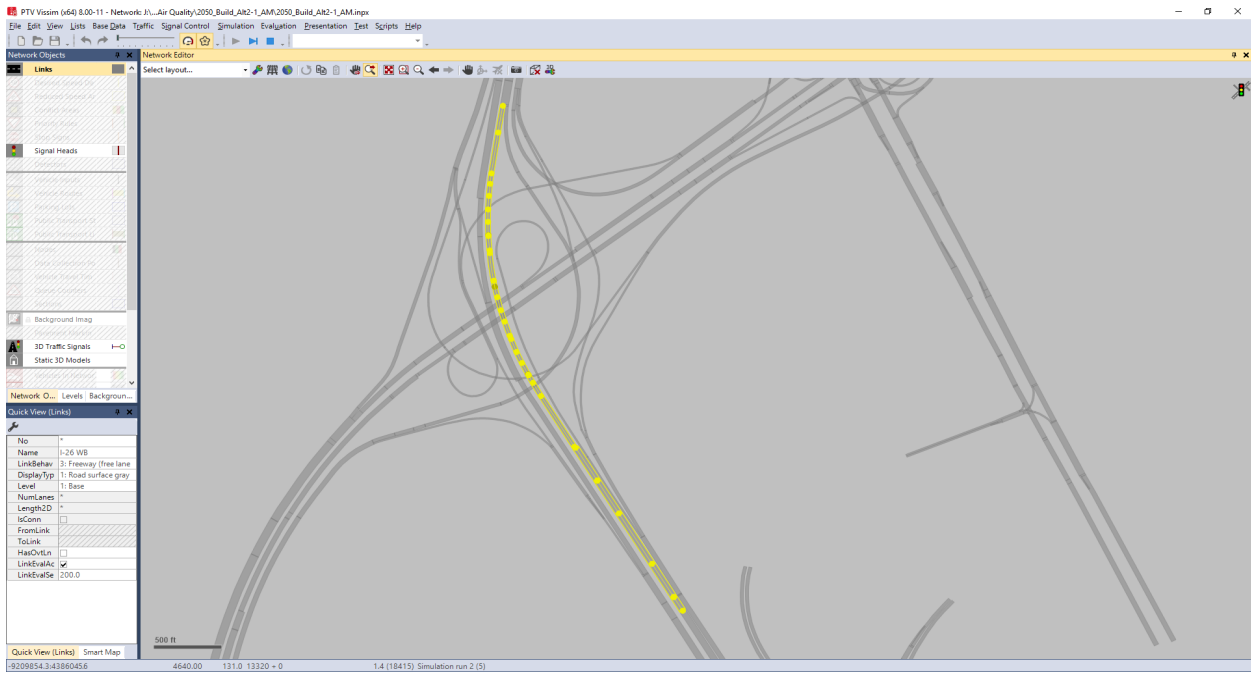 PTV Vissim (x64) 8.00-11 - Network: J:\...Air Quality\2050_Build_Alt2-1_AM\2050_Build_Alt2-1_AM.inpx
File Edit View Lists Base Data Traffic Signal Control Simulation Evaluation Presentation Test Scripts Help
Network Objects
Network Editor
Links
Select layout...
Signal Heads
Background Imag
3D Traffic Signals
Static 3D Models
Network O... Levels Backgroun...
Quick View (Links)
No *
Name I-26 WB
LinkBehav 3: Freeway (free lane
DisplayTyp 1: Road surface gray
Level 1: Base
NumLanes *
Length2D *
IsConn
FromLink
ToLink
HasOvtLn
LinkEvalAc
LinkEvalSe 200.0
500 ft
Quick View (Links) Smart Map
-9209854.3:4386045.6 4640.00 131.0 13320 + 0 1.4 (18415) Simulation run 2 (5)